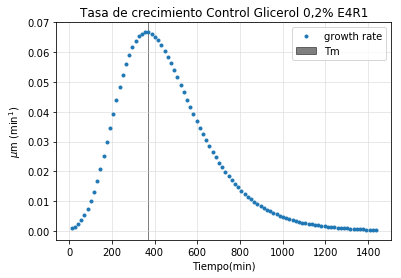 Tasa de crecimiento Control Glicerol 0,2% E4R1
growth rate
Tm
0.07
0.06
0.05
0.04
0.03
0.02
0.01
0.00
μm (min¹)
0 200 400 600 800 1000 1200 1400
Tiempo(min)